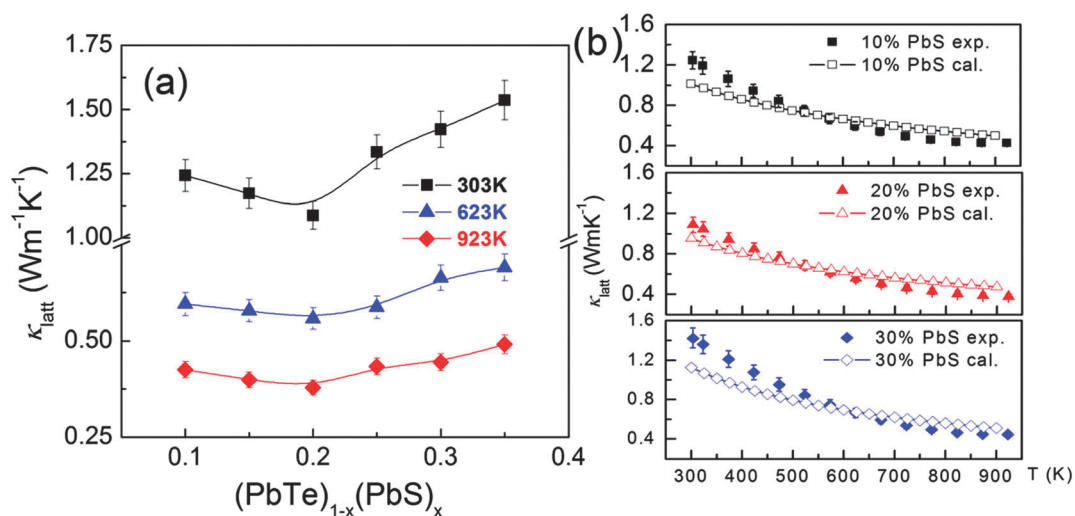 (a)
1.75
1.50
1.25
1.00
0.50
0.25
κ_latt (Wm⁻¹K⁻¹)
303K
623K
923K
0.1 0.2 0.3 0.4
(PbTe)₁₋ₓ(PbS)ₓ
(b)
1.6
1.2
0.8
0.4
10% PbS exp.
10% PbS cal.
1.6
1.2
0.8
0.4
20% PbS exp.
20% PbS cal.
κ_latt (WmK⁻¹)
1.6
1.2
0.8
0.4
30% PbS exp.
30% PbS cal.
300 400 500 600 700 800 900 T (K)